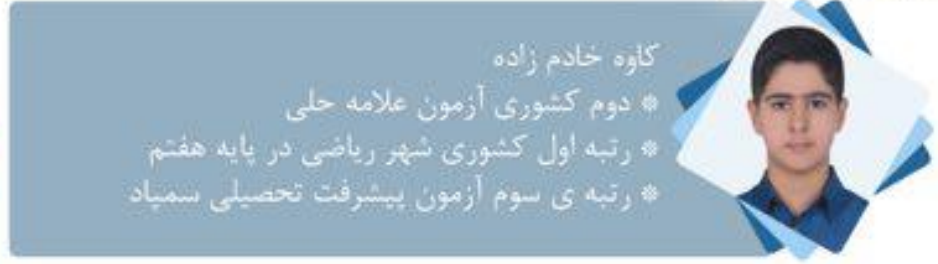 کاوه خادم زاده
* دوم کشوری آزمون علامه حلی
* رتبه اول کشوری شهر ریاضی در پایه هفتم
* رتبه ی سوم آزمون پیشرفت تحصیلی سمپاد